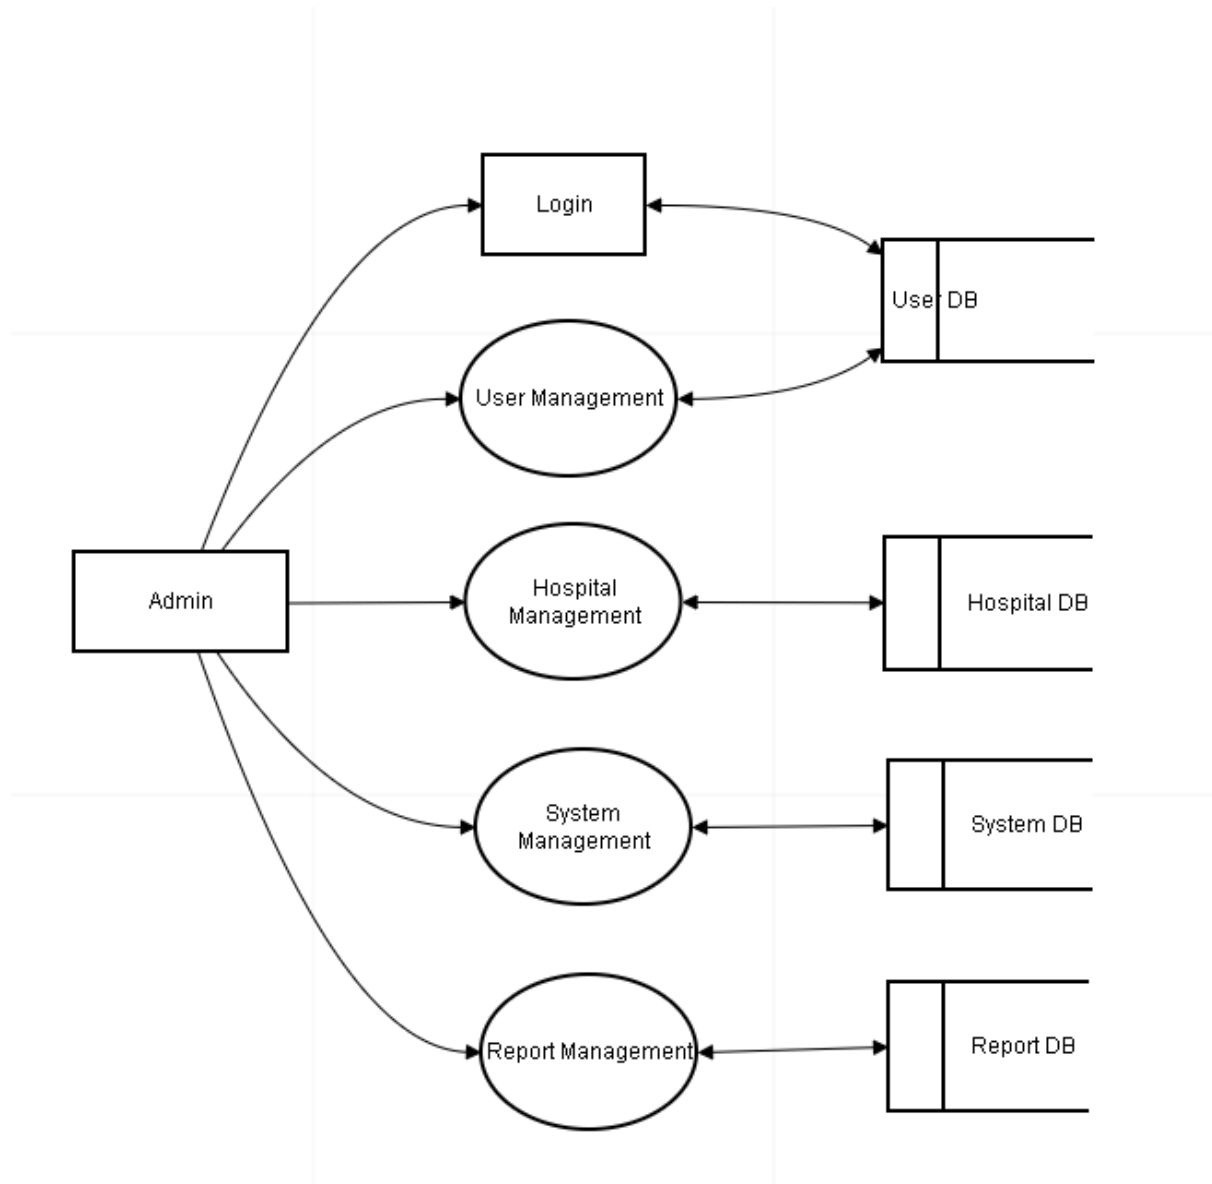 Login
User DB
User Management
Admin
Hospital
Management
Hospital DB
System
Management
System DB
Report Management
Report DB